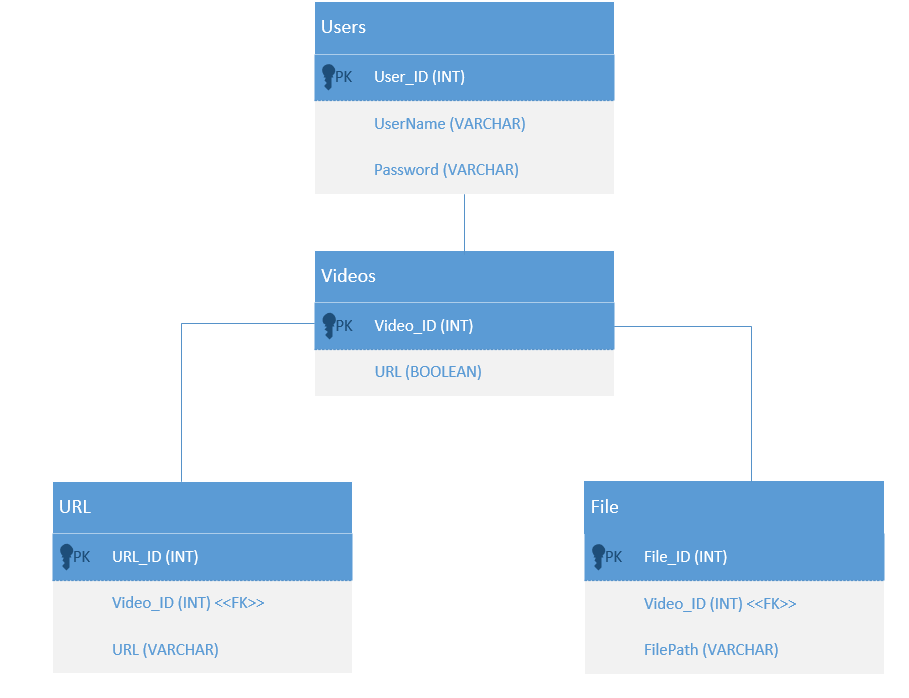 Users
PK User_ID (INT)
UserName (VARCHAR)
Password (VARCHAR)
Videos
PK Video_ID (INT)
URL (BOOLEAN)
URL
PK URL_ID (INT)
Video_ID (INT) <<FK>>
URL (VARCHAR)
File
PK File_ID (INT)
Video_ID (INT) <<FK>>
FilePath (VARCHAR)